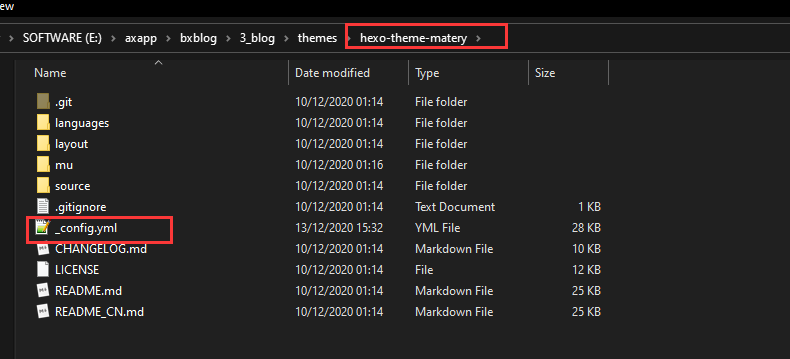 ew
SOFTWARE (E:) > axapp > bxblog > 3_blog > themes > hexo-theme-matery >
Name Date modified Type Size
.git 10/12/2020 01:14 File folder
languages 10/12/2020 01:14 File folder
layout 10/12/2020 01:14 File folder
mu 10/12/2020 01:16 File folder
source 10/12/2020 01:14 File folder
.gitignore 10/12/2020 01:14 Text Document 1 KB
_config.yml 13/12/2020 15:32 YML File 28 KB
CHANGELOG.md 10/12/2020 01:14 Markdown File 10 KB
LICENSE 10/12/2020 01:14 File 12 KB
README.md 10/12/2020 01:14 Markdown File 25 KB
README_CN.md 10/12/2020 01:14 Markdown File 25 KB